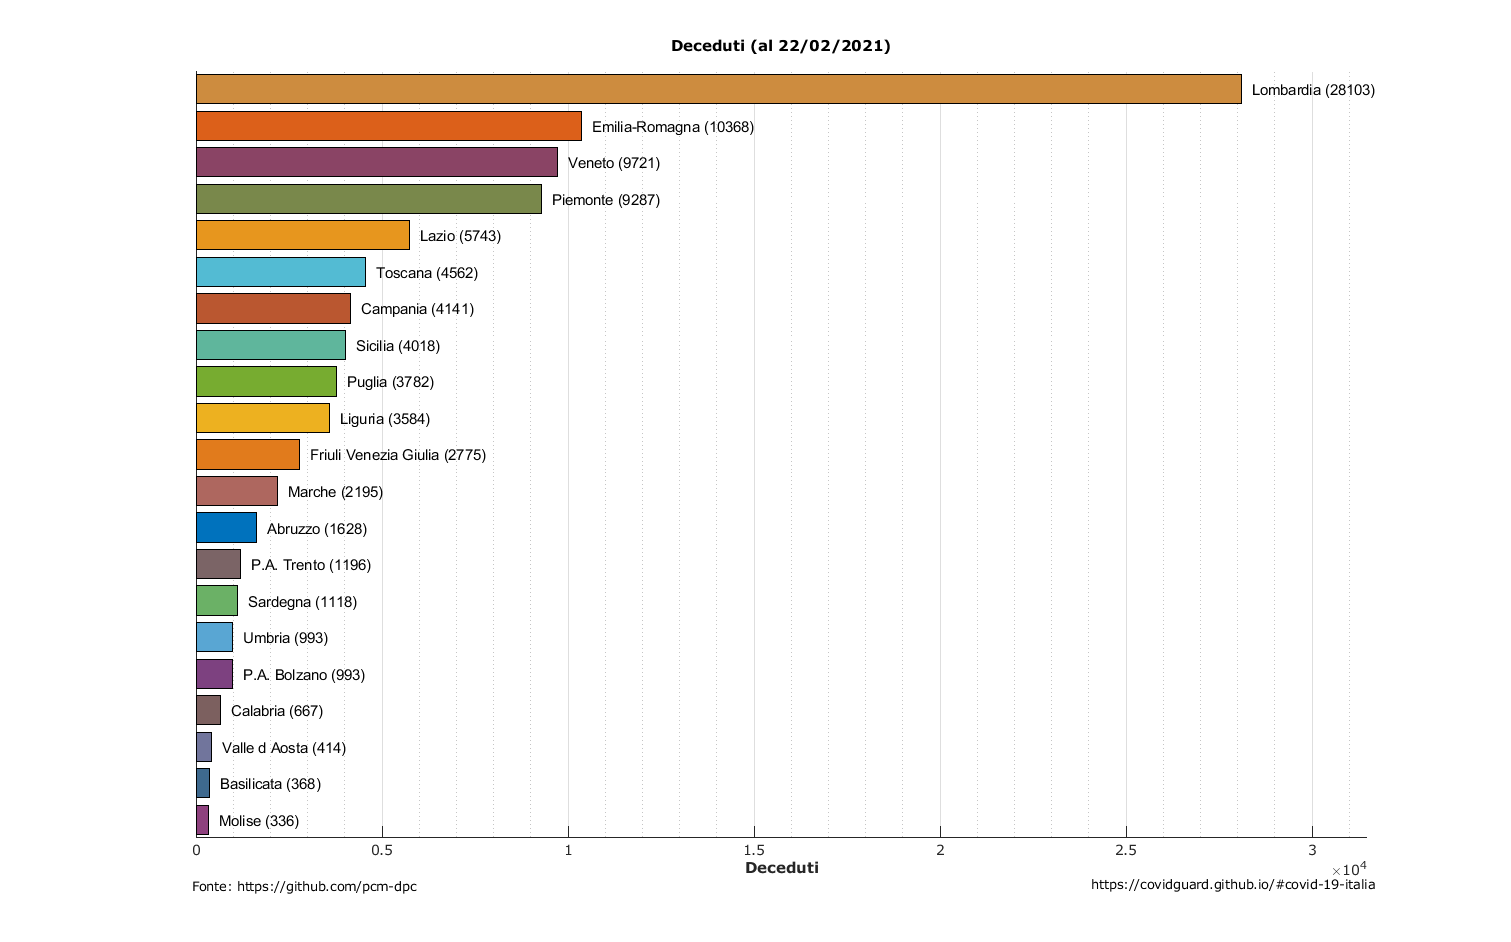 Deceduti (al 22/02/2021)
Lombardia (28103)
Emilia-Romagna (10368)
Veneto (9721)
Piemonte (9287)
Lazio (5743)
Toscana (4562)
Campania (4141)
Sicilia (4018)
Puglia (3782)
Liguria (3584)
Friuli Venezia Giulia (2775)
Marche (2195)
Abruzzo (1628)
P.A. Trento (1196)
Sardegna (1118)
Umbria (993)
P.A. Bolzano (993)
Calabria (667)
Valle d Aosta (414)
Basilicata (368)
Molise (336)
0 0.5 1 1.5 2 2.5 3
×10⁴
Deceduti
Fonte: https://github.com/pcm-dpc
https://covidguard.github.io/#covid-19-italia